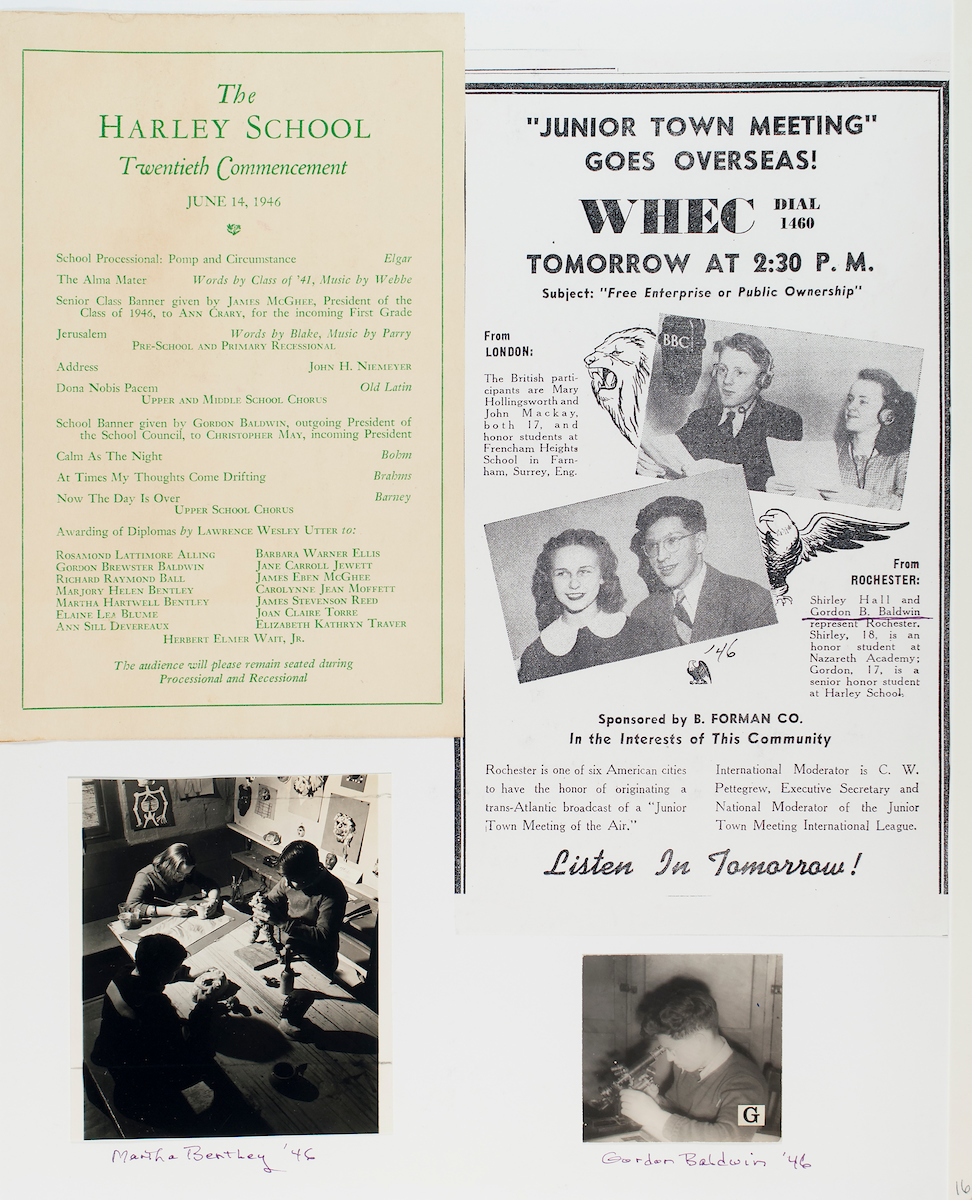 The
HARLEY SCHOOL
Twentieth Commencement
JUNE 14, 1946
School Processional: Pomp and Circumstance Elgar
The Alma Mater Words by Class of '41, Music by Webbe
Senior Class Banner given by JAMES MCGHEE, President of the
Class of 1946, to ANN CRARY, for the incoming First Grade
Jerusalem Words by Blake, Music by Parry
PRE-SCHOOL AND PRIMARY RECESSIONAL
Address JOHN H. NIEMEYER
Dona Nobis Pacem Old Latin
UPPER AND MIDDLE SCHOOL CHORUS
School Banner given by GORDON BALDWIN, outgoing President of
the School Council, to CHRISTOPHER MAY, incoming President
Calm As The Night Bohm
At Times My Thoughts Come Drifting Brahms
Now The Day Is Over Barney
UPPER SCHOOL CHORUS
Awarding of Diplomas by LAWRENCE WESLEY UTTER to:
ROSAMOND LATTIMORE ALLING
GORDON BREWSTER BALDWIN
RICHARD RAYMOND BALL
MARJORY HELEN BENTLEY
MARTHA HARTWELL BENTLEY
ELAINE LEA BLUME
ANN SILL DEVEREAUX
BARBARA WARNER ELLIS
JANE CARROLL JEWETT
JAMES EBEN MCGHEE
CAROLYNNE JEAN MOFFETT
JAMES STEVENSON REED
JOAN CLAIRE TORRE
ELIZABETH KATHRYN TRAVER
HERBERT ELMER WAIT, JR.
The audience will please remain seated during
Processional and Recessional
"JUNIOR TOWN MEETING"
GOES OVERSEAS!
WHEC DIAL
1460
TOMORROW AT 2:30 P. M.
Subject: "Free Enterprise or Public Ownership"
From
LONDON:
The British parti-
cipants are Mary
Hollingsworth and
John Mackay,
both 17, and
honor students at
Frencham Heights
School in Farn-
ham, Surrey, Eng.
BBC
From
ROCHESTER:
Shirley Hall and
Gordon B. Baldwin
represent Rochester.
Shirley, 18, is an
honor student at
Nazareth Academy;
Gordon, 17, is a
senior honor student
at Harley School.
'46
Sponsored by B. FORMAN CO.
In the Interests of This Community
Rochester is one of six American cities
to have the honor of originating a
trans-Atlantic broadcast of a "Junior
Town Meeting of the Air."
International Moderator is C. W.
Pettegrew, Executive Secretary and
National Moderator of the Junior
Town Meeting International League.
Listen In Tomorrow!
G
Martha Bentley '46
Gordon Baldwin '46
16